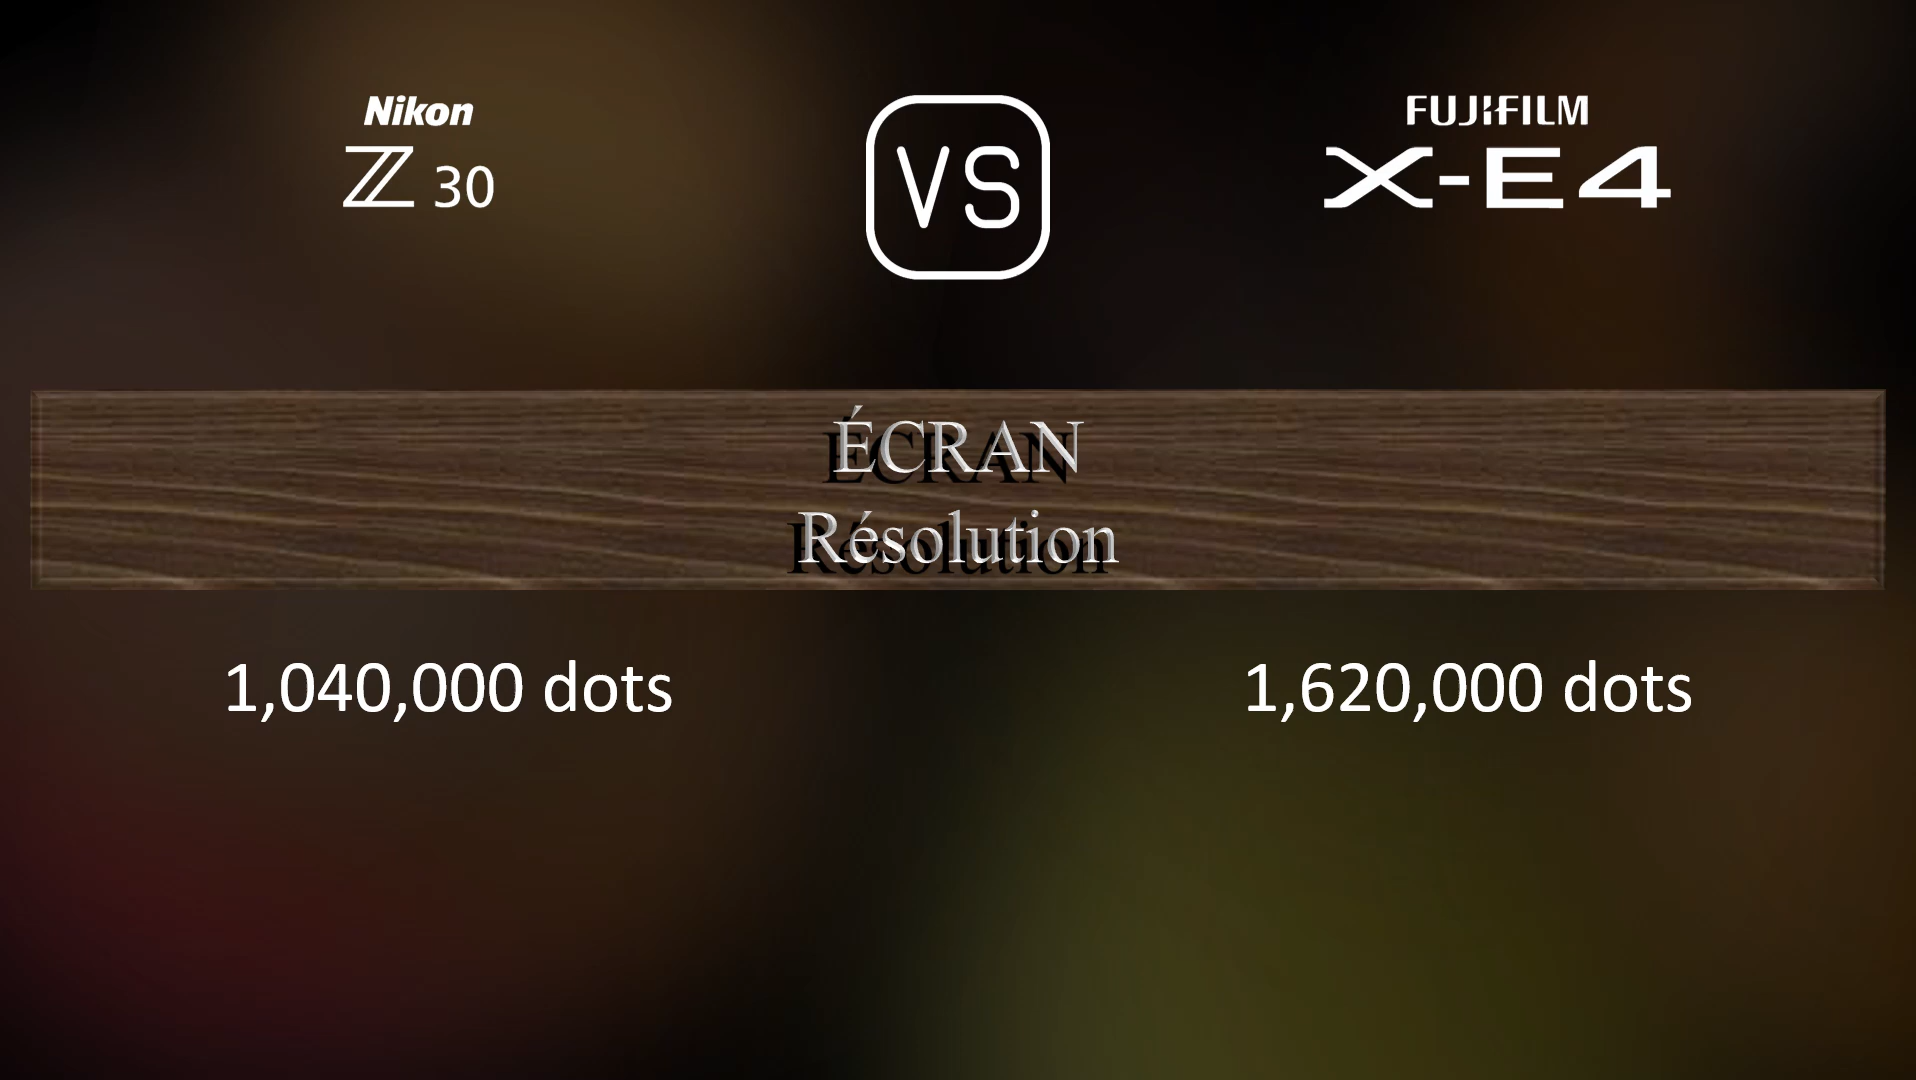 Nikon
Z 30
VS
FUJIFILM
X-E4
ÉCRAN
Résolution
1,040,000 dots
1,620,000 dots